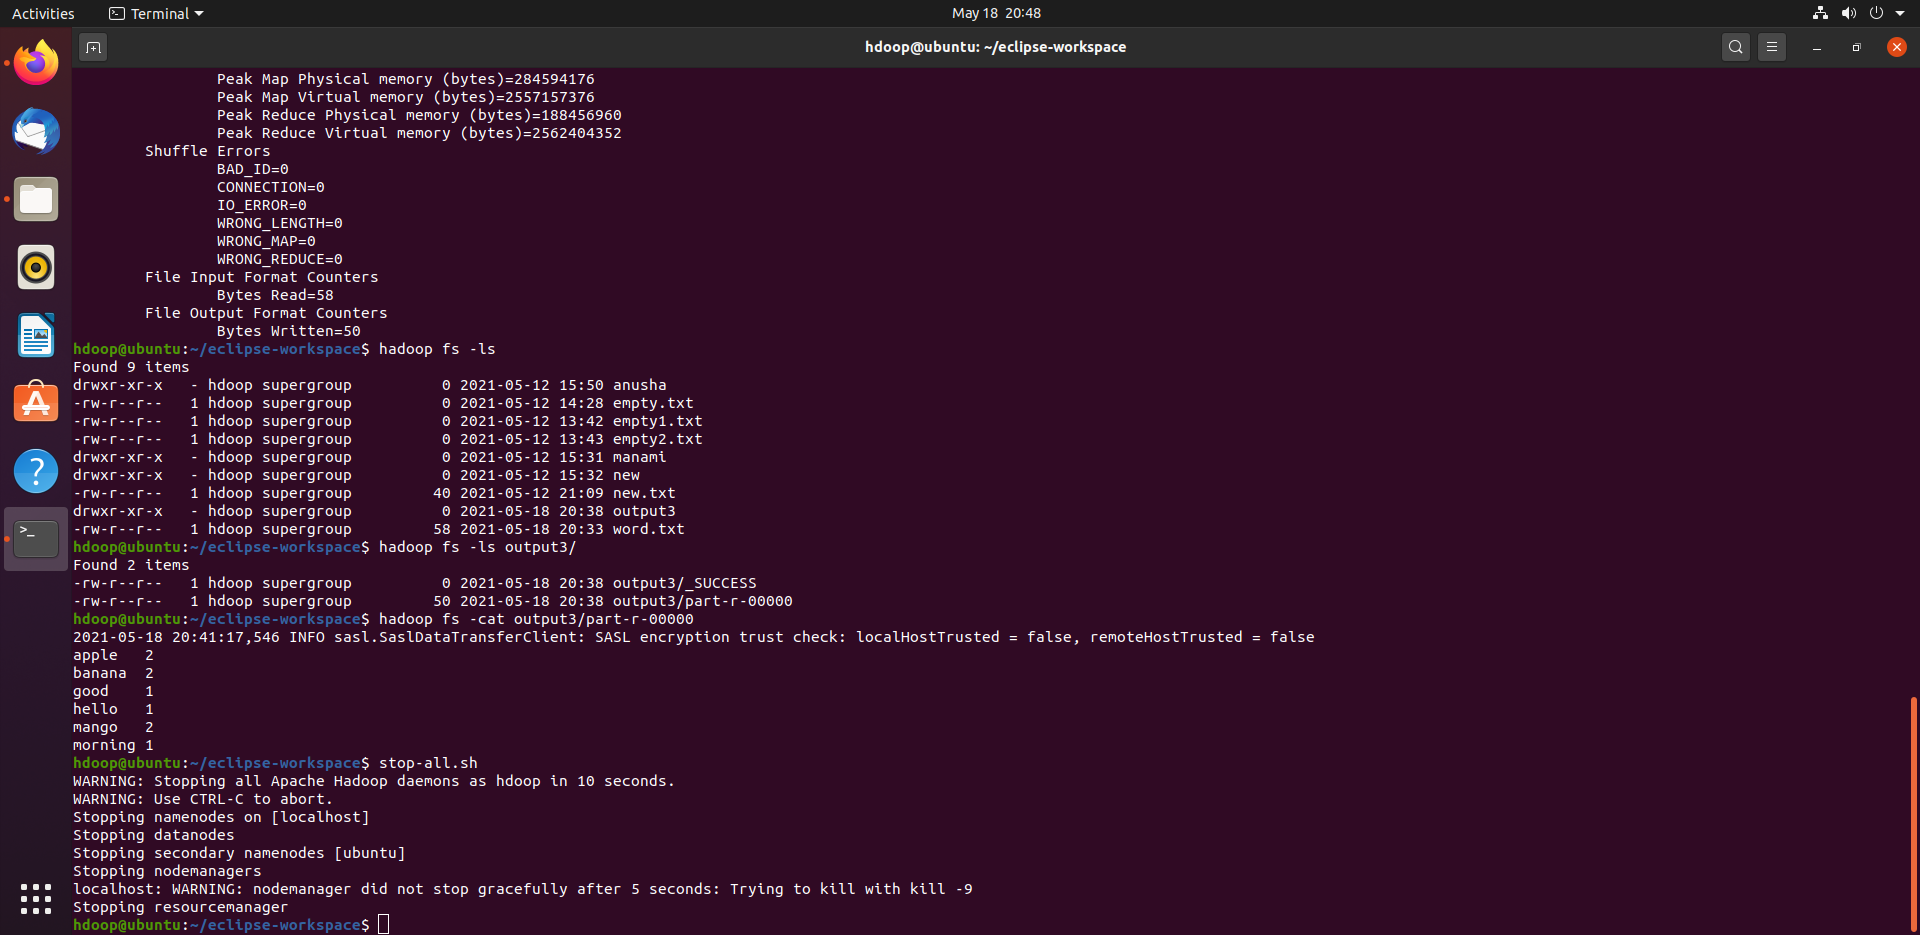 Activities
Terminal
May 18 20:48
hdoop@ubuntu: ~/eclipse-workspace
Peak Map Physical memory (bytes)=284594176
Peak Map Virtual memory (bytes)=2557157376
Peak Reduce Physical memory (bytes)=188456960
Peak Reduce Virtual memory (bytes)=2562404352
Shuffle Errors
BAD_ID=0
CONNECTION=0
IO_ERROR=0
WRONG_LENGTH=0
WRONG_MAP=0
WRONG_REDUCE=0
File Input Format Counters
Bytes Read=58
File Output Format Counters
Bytes Written=50
hdoop@ubuntu:~/eclipse-workspace$ hadoop fs -ls
Found 9 items
drwxr-xr-x   - hdoop supergroup          0 2021-05-12 15:50 anusha
-rw-r--r--   1 hdoop supergroup          0 2021-05-12 14:28 empty.txt
-rw-r--r--   1 hdoop supergroup          0 2021-05-12 13:42 empty1.txt
-rw-r--r--   1 hdoop supergroup          0 2021-05-12 13:43 empty2.txt
drwxr-xr-x   - hdoop supergroup          0 2021-05-12 15:31 manami
drwxr-xr-x   - hdoop supergroup          0 2021-05-12 15:32 new
-rw-r--r--   1 hdoop supergroup         40 2021-05-12 21:09 new.txt
drwxr-xr-x   - hdoop supergroup          0 2021-05-18 20:38 output3
-rw-r--r--   1 hdoop supergroup         58 2021-05-18 20:33 word.txt
hdoop@ubuntu:~/eclipse-workspace$ hadoop fs -ls output3/
Found 2 items
-rw-r--r--   1 hdoop supergroup          0 2021-05-18 20:38 output3/_SUCCESS
-rw-r--r--   1 hdoop supergroup         50 2021-05-18 20:38 output3/part-r-00000
hdoop@ubuntu:~/eclipse-workspace$ hadoop fs -cat output3/part-r-00000
2021-05-18 20:41:17,546 INFO sasl.SaslDataTransferClient: SASL encryption trust check: localHostTrusted = false, remoteHostTrusted = false
apple   2
banana  2
good    1
hello   1
mango   2
morning 1
hdoop@ubuntu:~/eclipse-workspace$ stop-all.sh
WARNING: Stopping all Apache Hadoop daemons as hdoop in 10 seconds.
WARNING: Use CTRL-C to abort.
Stopping namenodes on [localhost]
Stopping datanodes
Stopping secondary namenodes [ubuntu]
Stopping nodemanagers
localhost: WARNING: nodemanager did not stop gracefully after 5 seconds: Trying to kill with kill -9
Stopping resourcemanager
hdoop@ubuntu:~/eclipse-workspace$